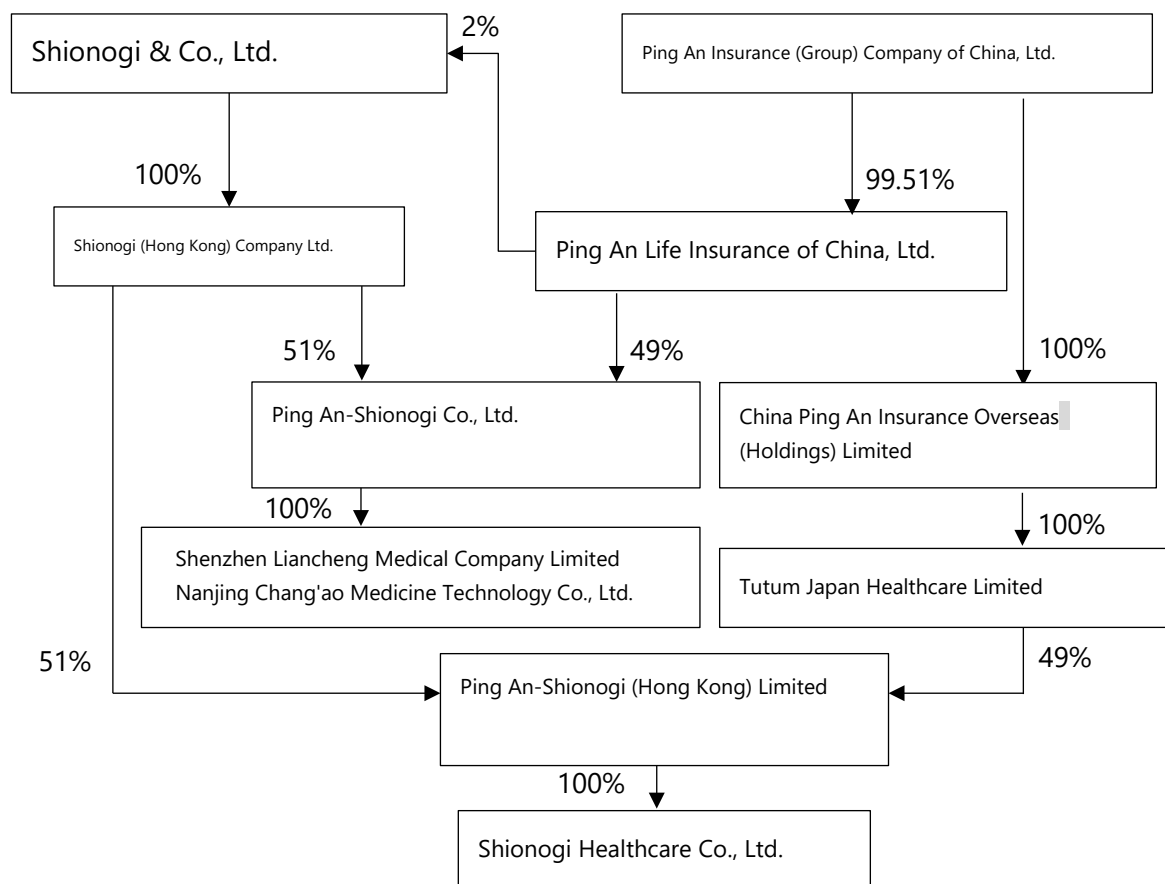 2%
Shionogi & Co., Ltd.
Ping An Insurance (Group) Company of China, Ltd.
100%
99.51%
Shionogi (Hong Kong) Company Ltd.
Ping An Life Insurance of China, Ltd.
51%
49%
100%
Ping An-Shionogi Co., Ltd.
China Ping An Insurance Overseas
(Holdings) Limited
100%
100%
Shenzhen Liancheng Medical Company Limited
Nanjing Chang'ao Medicine Technology Co., Ltd.
Tutum Japan Healthcare Limited
51%
49%
Ping An-Shionogi (Hong Kong) Limited
100%
Shionogi Healthcare Co., Ltd.